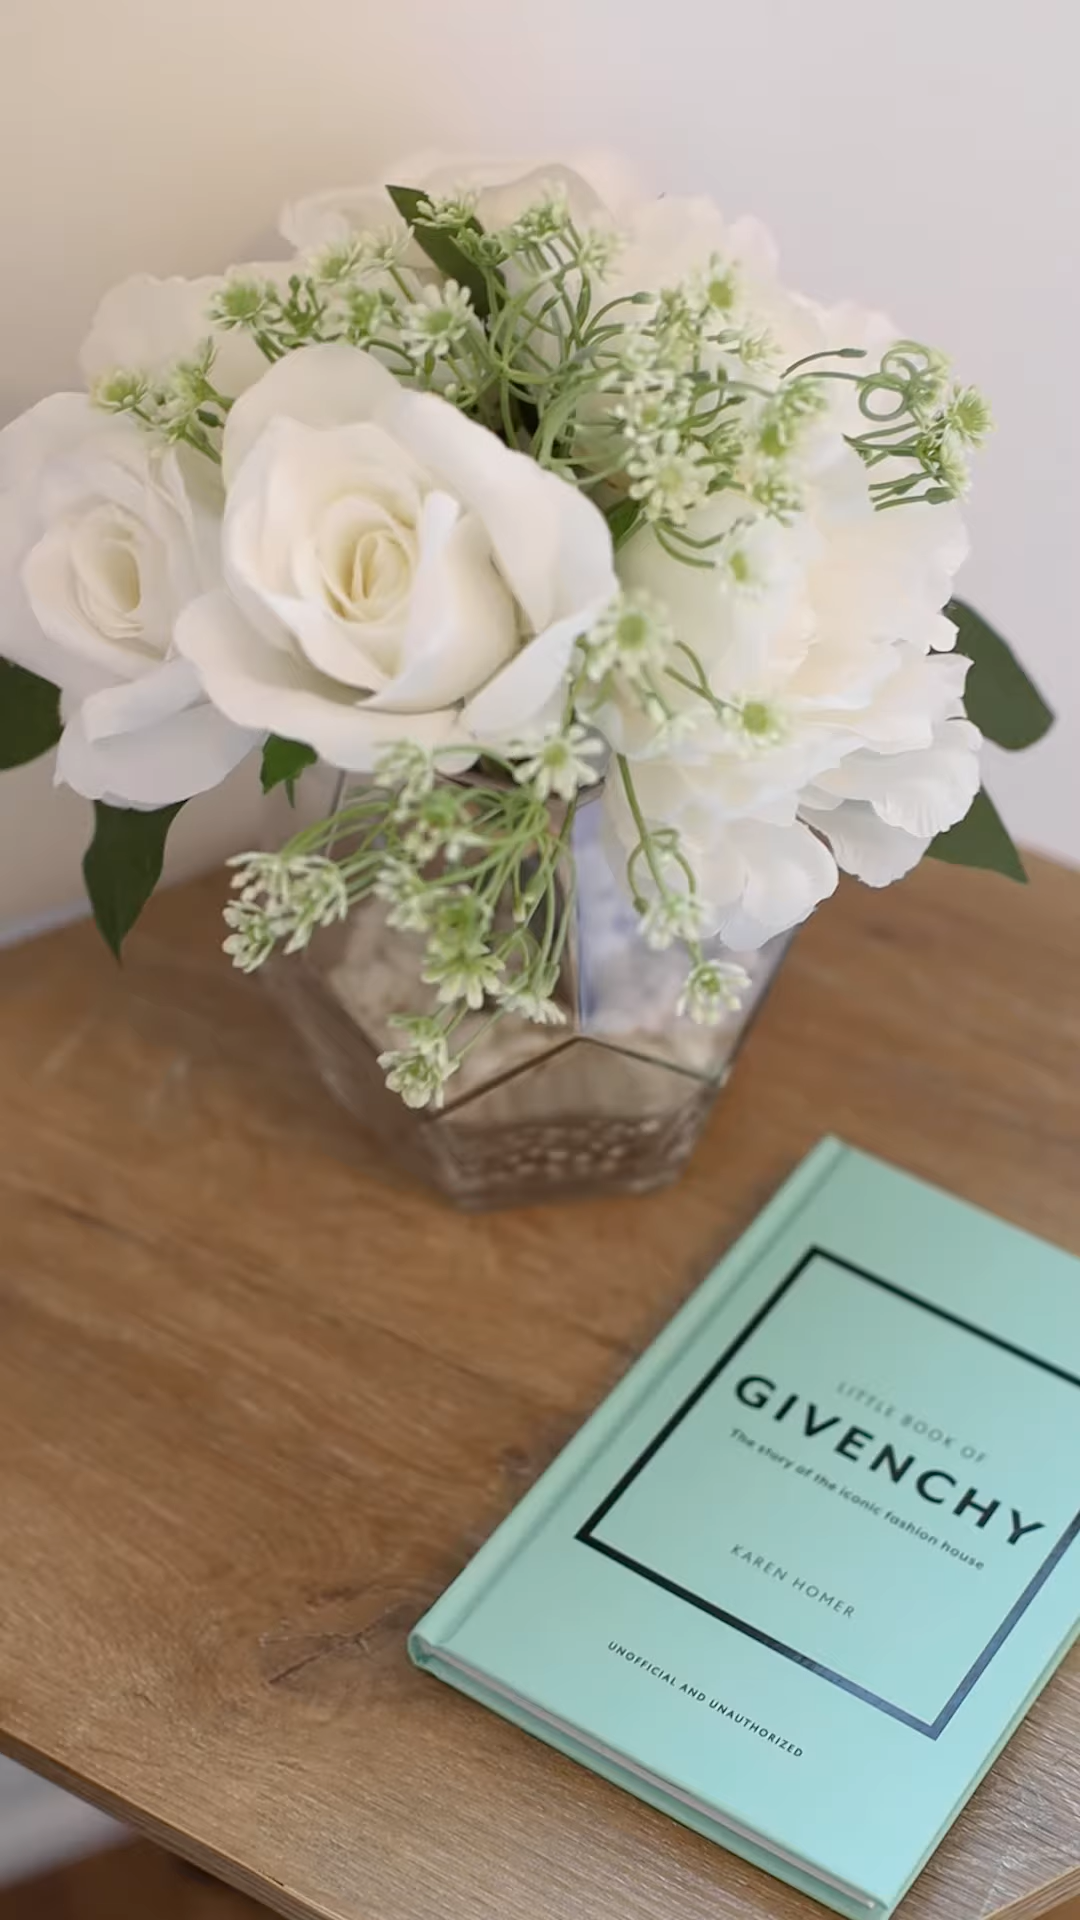 LITTLE BOOK OF
GIVENCHY
The story of the iconic fashion house
KAREN HOMER
UNOFFICIAL AND UNAUTHORIZED